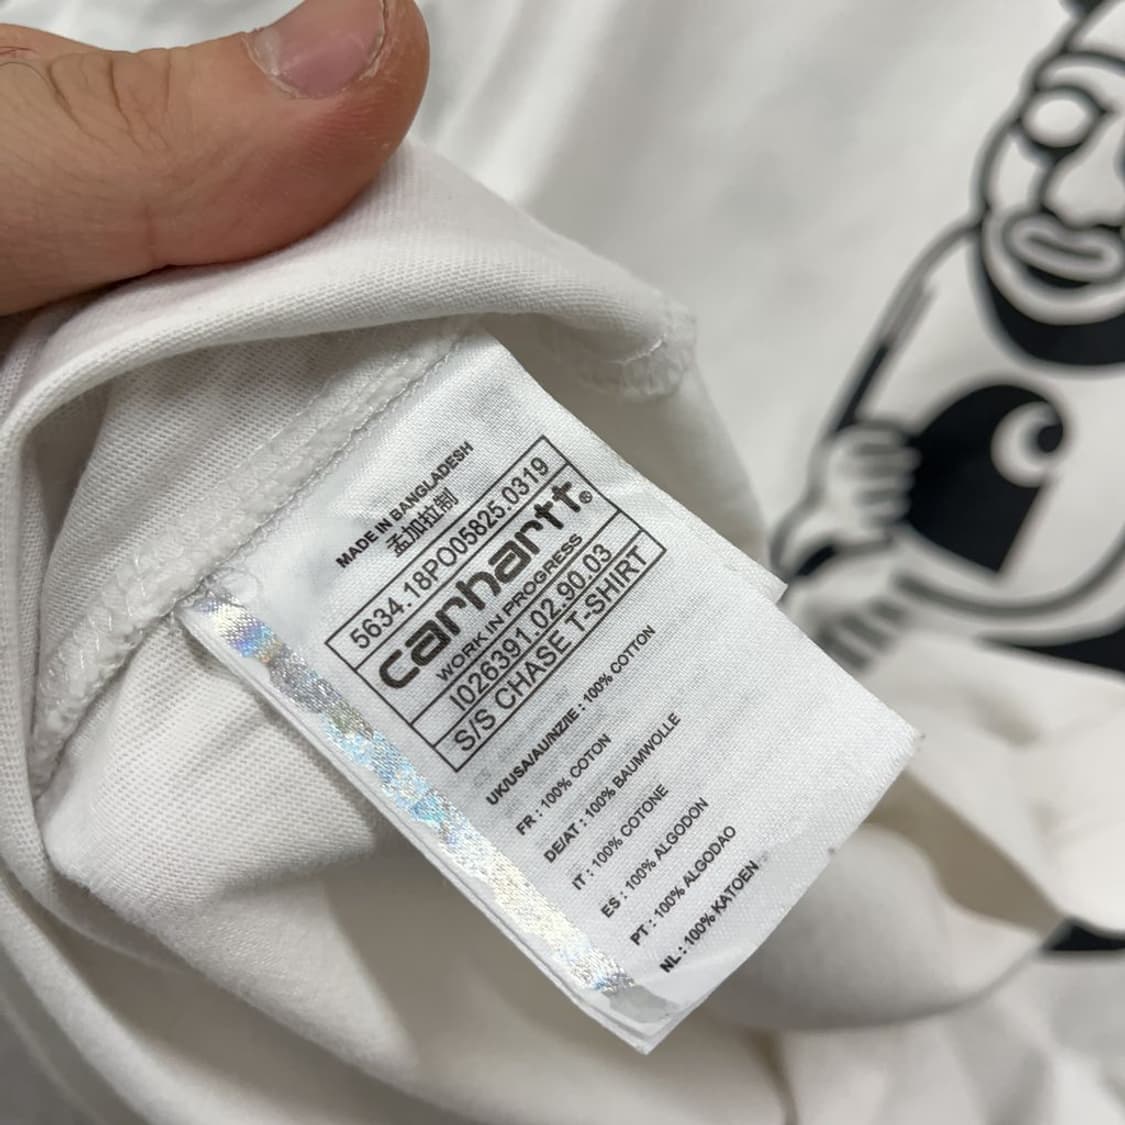 MADE IN BANGLADESH
孟加拉制
5634.18PO05825.0319
carhartt®
WORK IN PROGRESS
I026391.02.90.03
S/S CHASE T-SHIRT
UK/USA/AU/NZ/IE : 100% COTTON
FR : 100% COTON
DE/AT : 100% BAUMWOLLE
IT : 100% COTONE
ES : 100% ALGODON
PT : 100% ALGODAO
NL : 100% KATOEN